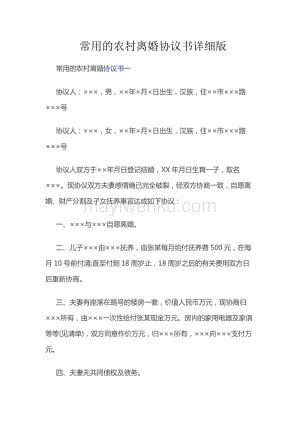 常用的农村离婚协议书详细版
常用的农村离婚协议书一
协议人：×××，男，××年×月×日出生，汉族，住××市×××路
×××号
协议人：×××，女，××年×月×日出生，汉族，住××市×××路
×××号
协议人双方于××年月日登记结婚，XX年月日生育一子，取名
×××。现协议双方夫妻感情确已完全破裂，经双方协商一致，自愿离
婚、财产分割及子女抚养事宜达成如下协议：
一、×××与×××自愿离婚。
二、儿子×××由×××抚养，由张某每月给付抚养费 500 元，在每
月 10 号前付清;直至付到 18 周岁止，18 周岁之后的有关费用双方日
后重新协商。
三、夫妻有座落在路号的楼房一套，价值人民币万元，现协商归
×××所有，由×××一次性给付张某现金万元。房内的家用电器及家俱
等等(见清单)，双方同意作价万元，归×××所有，×××向×××支付万
元。
四、夫妻无共同债权及债务。